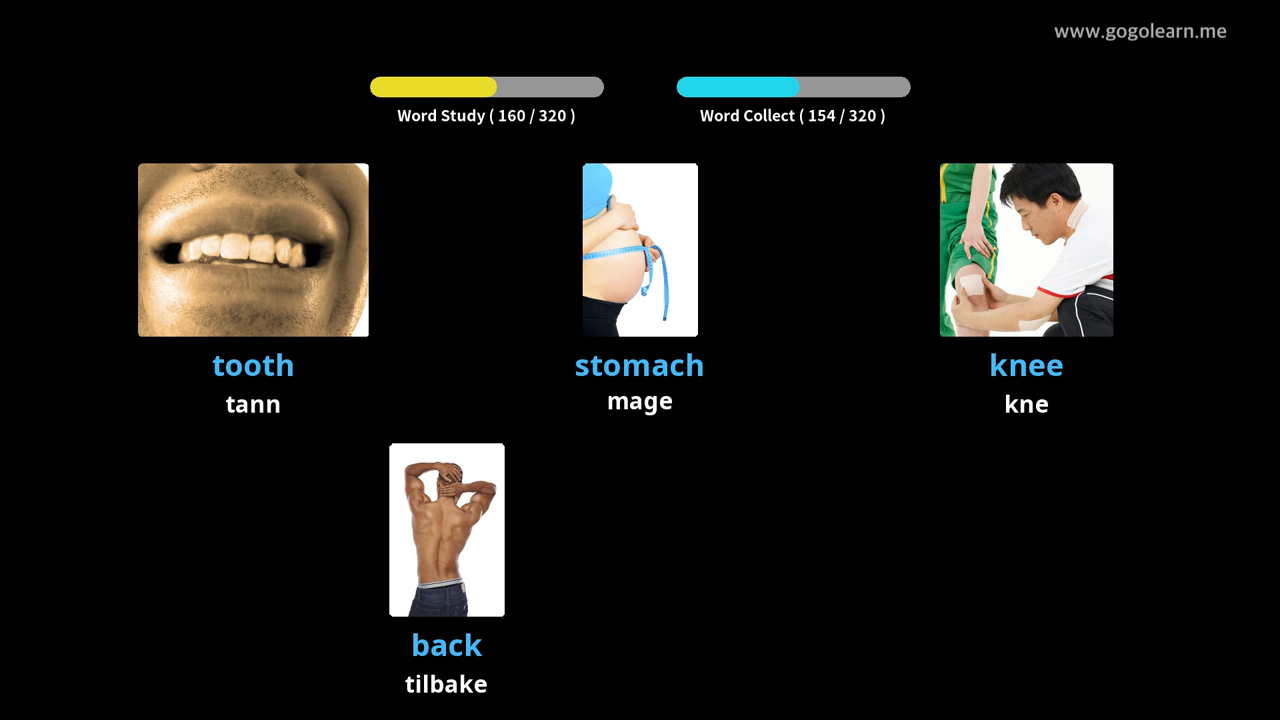 www.gogolearn.me
Word Study ( 160 / 320 )
Word Collect ( 154 / 320 )
tooth
tann
stomach
mage
knee
kne
back
tilbake